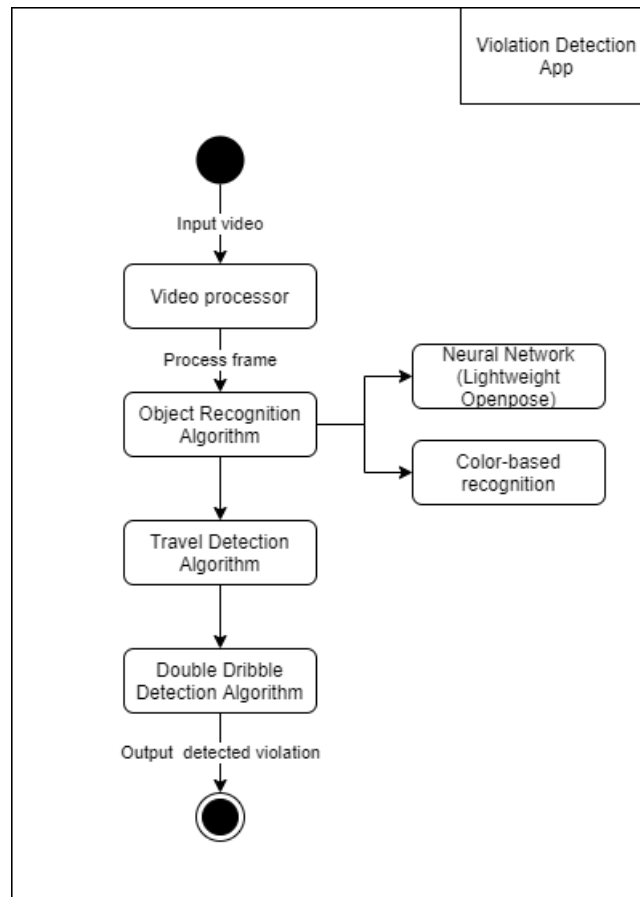 Violation Detection
App
Input video
Video processor
Process frame
Object Recognition
Algorithm
Neural Network
(Lightweight
Openpose)
Color-based
recognition
Travel Detection
Algorithm
Double Dribble
Detection Algorithm
Output detected violation